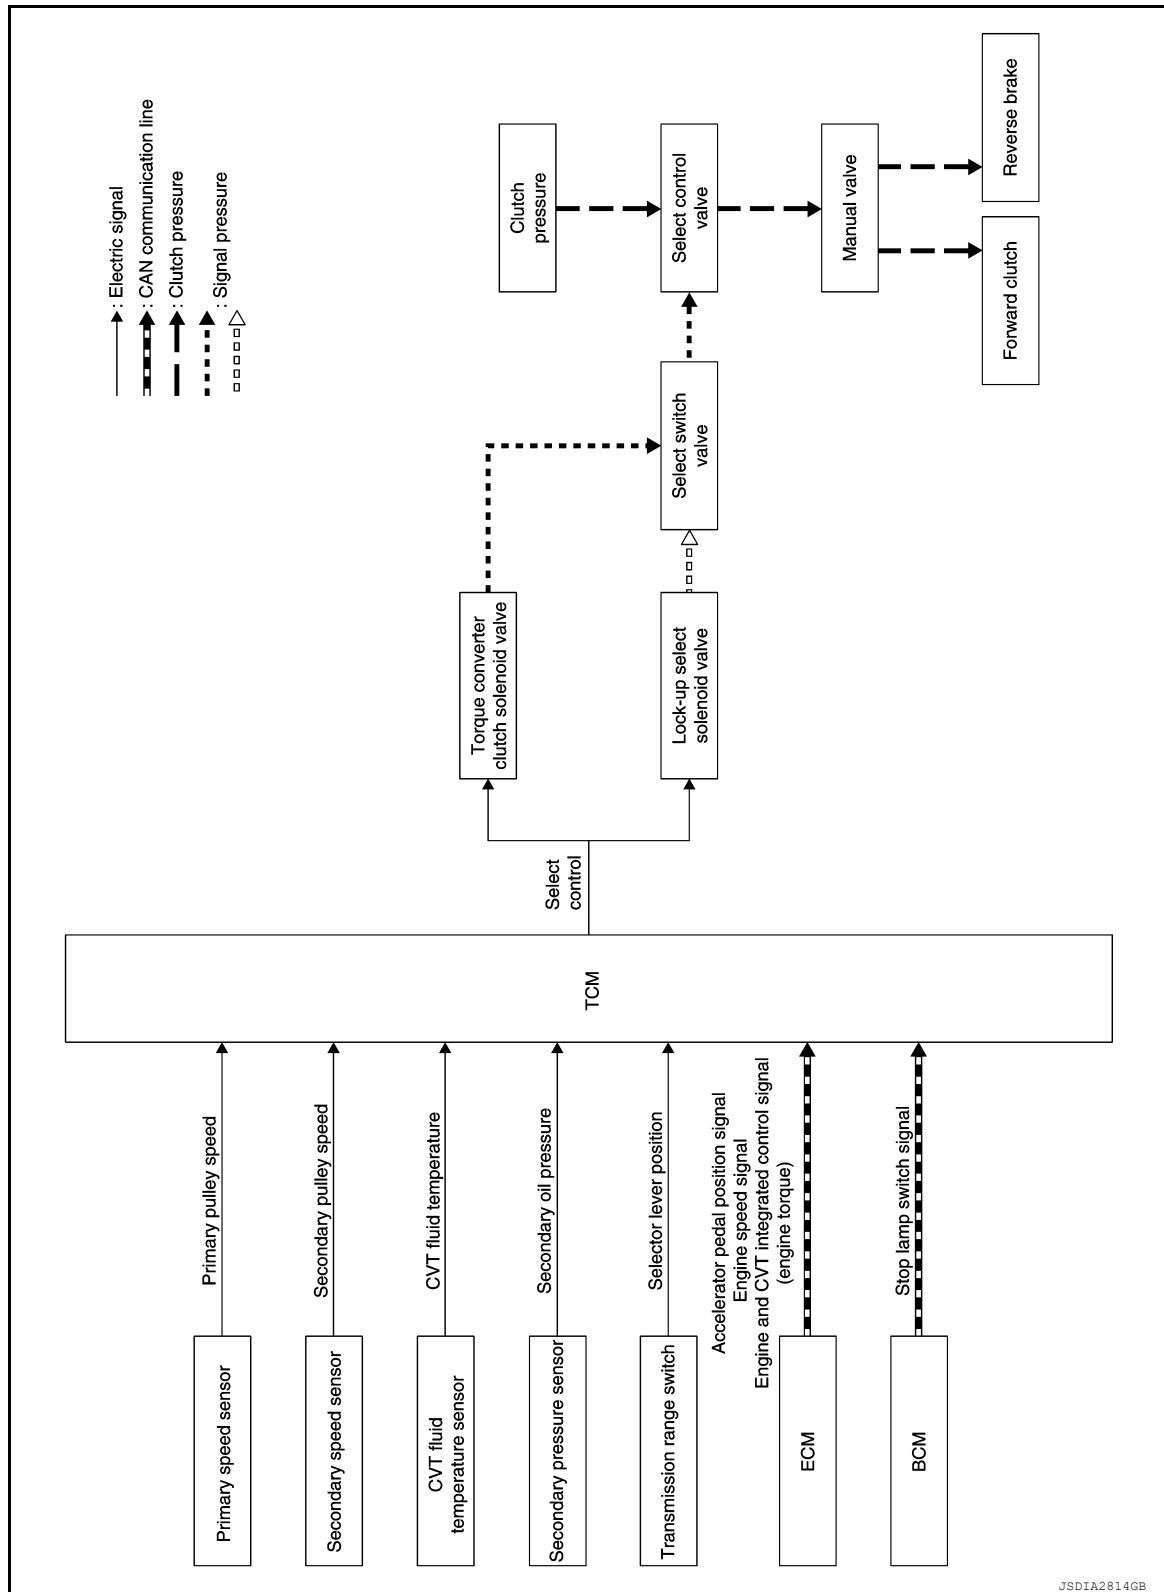 : Electric signal
: CAN communication line
: Clutch pressure
: Signal pressure
Primary speed sensor
Primary pulley speed
Secondary speed sensor
Secondary pulley speed
CVT fluid
temperature sensor
CVT fluid temperature
Secondary pressure sensor
Secondary oil pressure
Transmission range switch
Selector lever position
ECM
Accelerator pedal position signal
Engine speed signal
Engine and CVT integrated control signal
(engine torque)
BCM
Stop lamp switch signal
TCM
Select
control
Torque converter
clutch solenoid valve
Lock-up select
solenoid valve
Select switch
valve
Clutch
pressure
Select control
valve
Manual valve
Forward clutch
Reverse brake
JSDIA2814GB